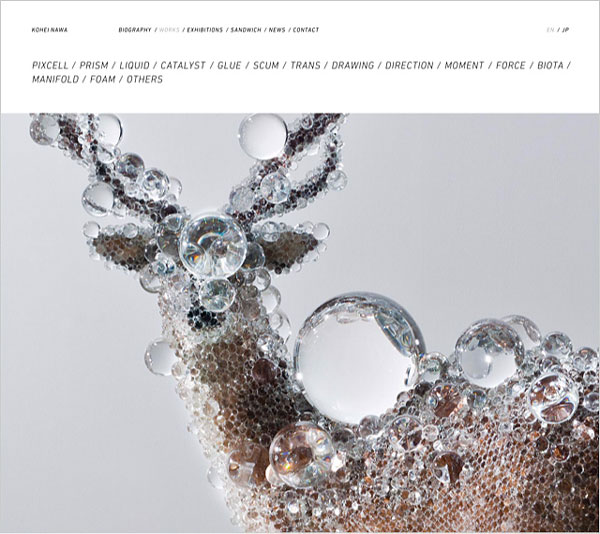 KOHEI NAWA
BIOGRAPHY / WORKS / EXHIBITIONS / SANDWICH / NEWS / CONTACT
EN / JP
PIXCELL / PRISM / LIQUID / CATALYST / GLUE / SCUM / TRANS / DRAWING / DIRECTION / MOMENT / FORCE / BIOTA /
MANIFOLD / FOAM / OTHERS